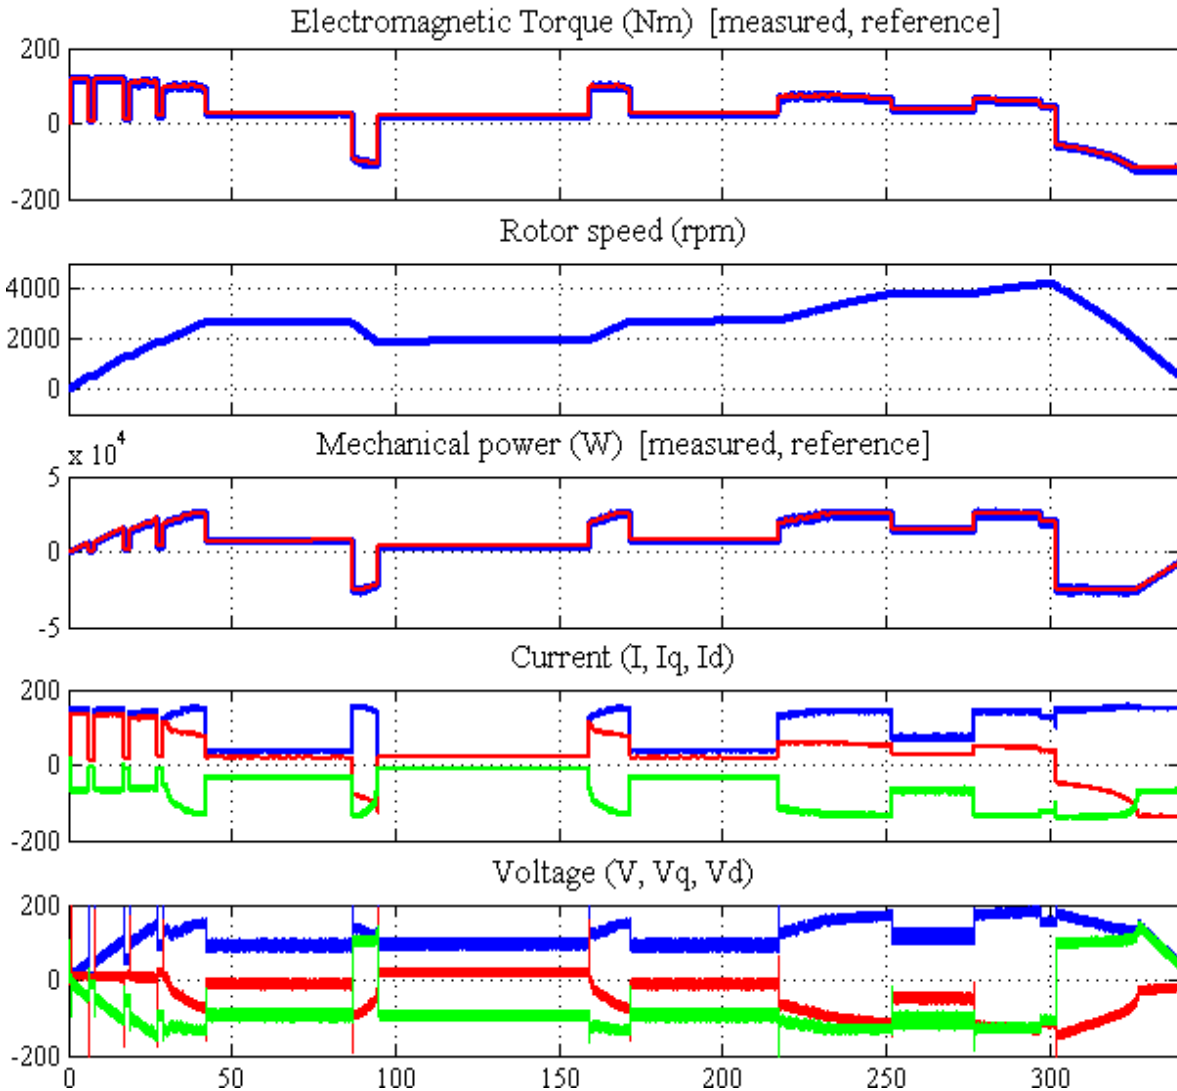 Electromagnetic Torque (Nm) [measured, reference]
200
0
-200
Rotor speed (rpm)
4000
2000
0
x 10^4
Mechanical power (W) [measured, reference]
5
0
-5
Current (I, Iq, Id)
200
0
-200
Voltage (V, Vq, Vd)
200
0
-200
0 50 100 150 200 250 300